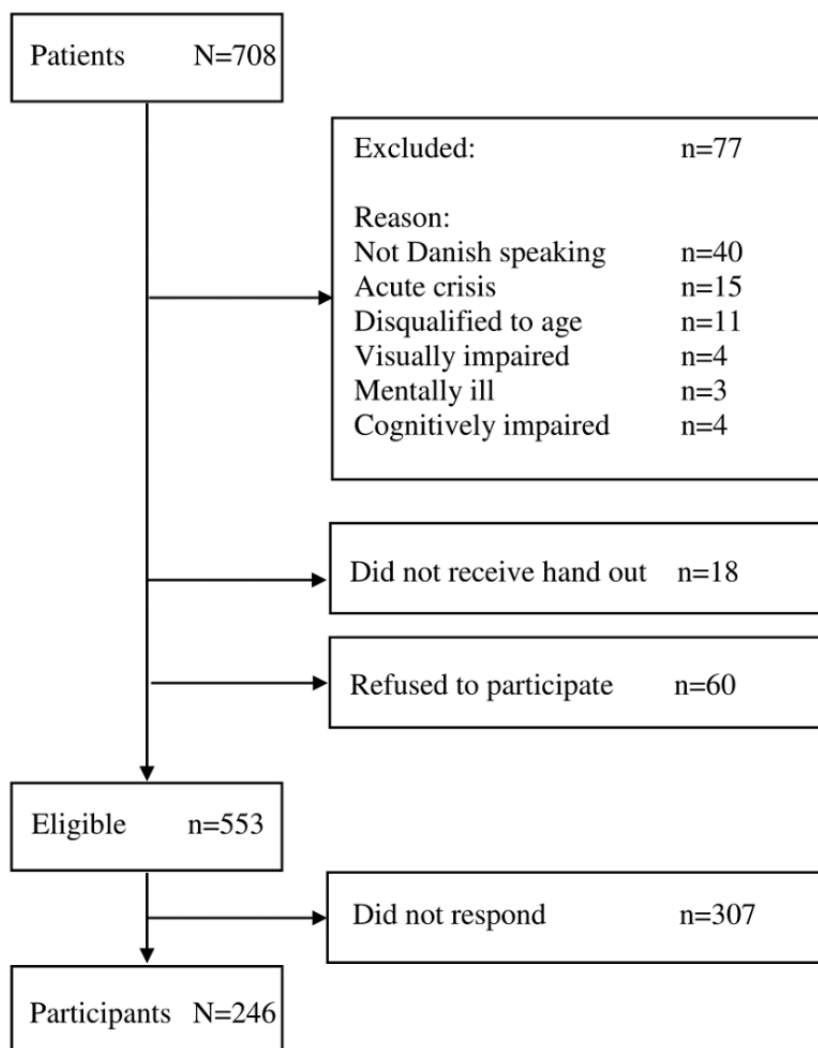 Patients N=708
Excluded: n=77
Reason:
Not Danish speaking n=40
Acute crisis n=15
Disqualified to age n=11
Visually impaired n=4
Mentally ill n=3
Cognitively impaired n=4
Did not receive hand out n=18
Refused to participate n=60
Eligible n=553
Did not respond n=307
Participants N=246